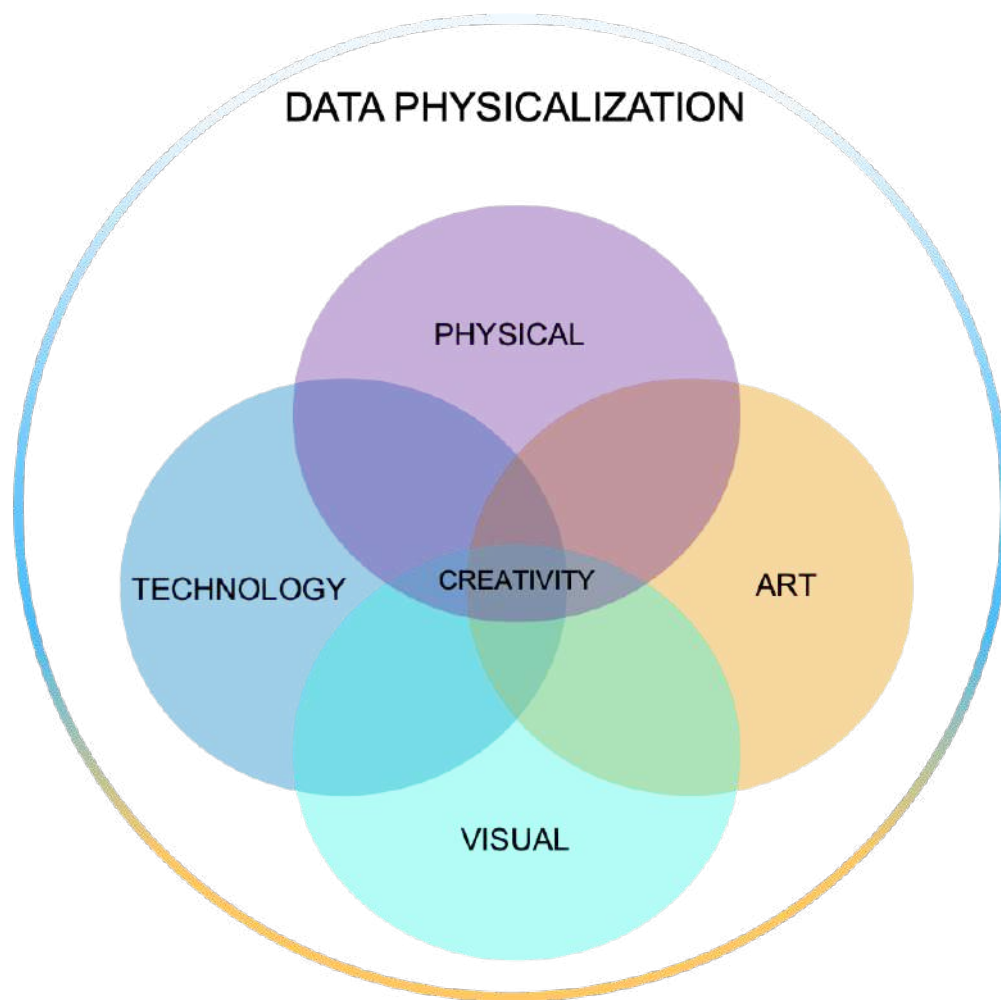 DATA PHYSICALIZATION
PHYSICAL
TECHNOLOGY
CREATIVITY
ART
VISUAL